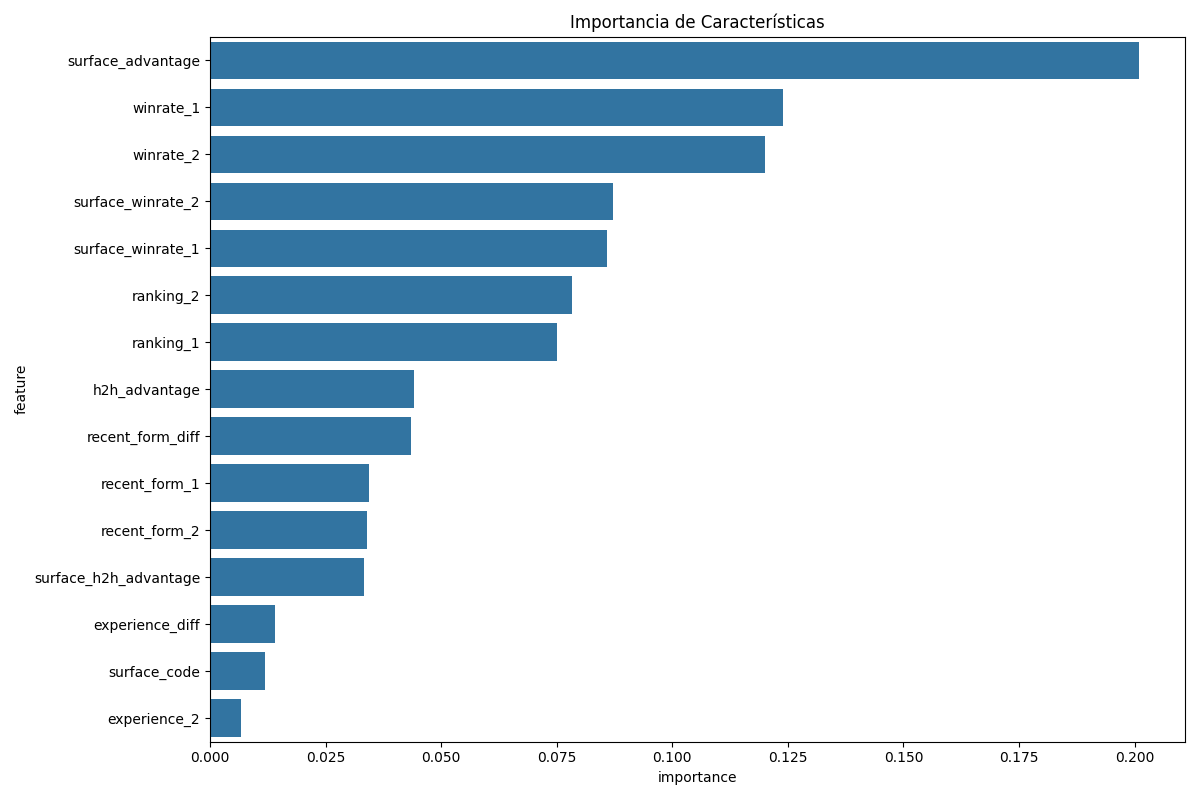 Importancia de Características
feature
surface_advantage
winrate_1
winrate_2
surface_winrate_2
surface_winrate_1
ranking_2
ranking_1
h2h_advantage
recent_form_diff
recent_form_1
recent_form_2
surface_h2h_advantage
experience_diff
surface_code
experience_2
0.000 0.025 0.050 0.075 0.100 0.125 0.150 0.175 0.200
importance